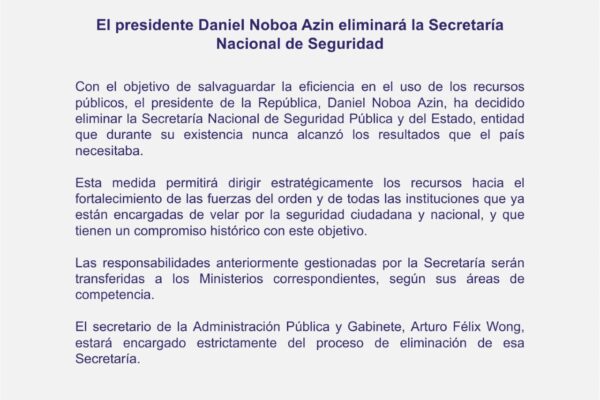 El presidente Daniel Noboa Azin eliminará la Secretaría
Nacional de Seguridad
Con el objetivo de salvaguardar la eficiencia en el uso de los recursos
públicos, el presidente de la República, Daniel Noboa Azin, ha decidido
eliminar la Secretaría Nacional de Seguridad Pública y del Estado, entidad
que durante su existencia nunca alcanzó los resultados que el país
necesitaba.
Esta medida permitirá dirigir estratégicamente los recursos hacia el
fortalecimiento de las fuerzas del orden y de todas las instituciones que ya
están encargadas de velar por la seguridad ciudadana y nacional, y que
tienen un compromiso histórico con este objetivo.
Las responsabilidades anteriormente gestionadas por la Secretaría serán
transferidas a los Ministerios correspondientes, según sus áreas de
competencia.
El secretario de la Administración Pública y Gabinete, Arturo Félix Wong,
estará encargado estrictamente del proceso de eliminación de esa
Secretaría.